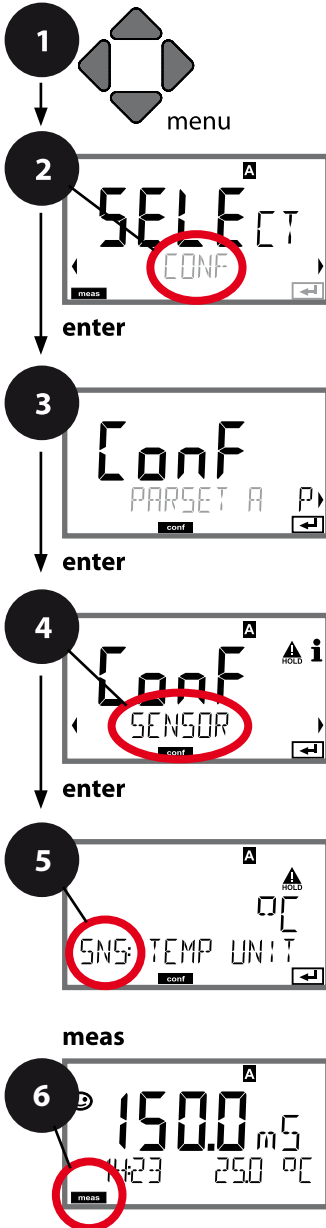 1
menu
2
A
SELECT
CONF
meas
enter
3
ConF
PARSET A P
conf
enter
4
A
ConF
HOLD
i
SENSOR
conf
enter
5
A
HOLD
°C
SNS: TEMP UNIT
conf
meas
6
A
150.0 mS
14:23 25.0 °C
meas